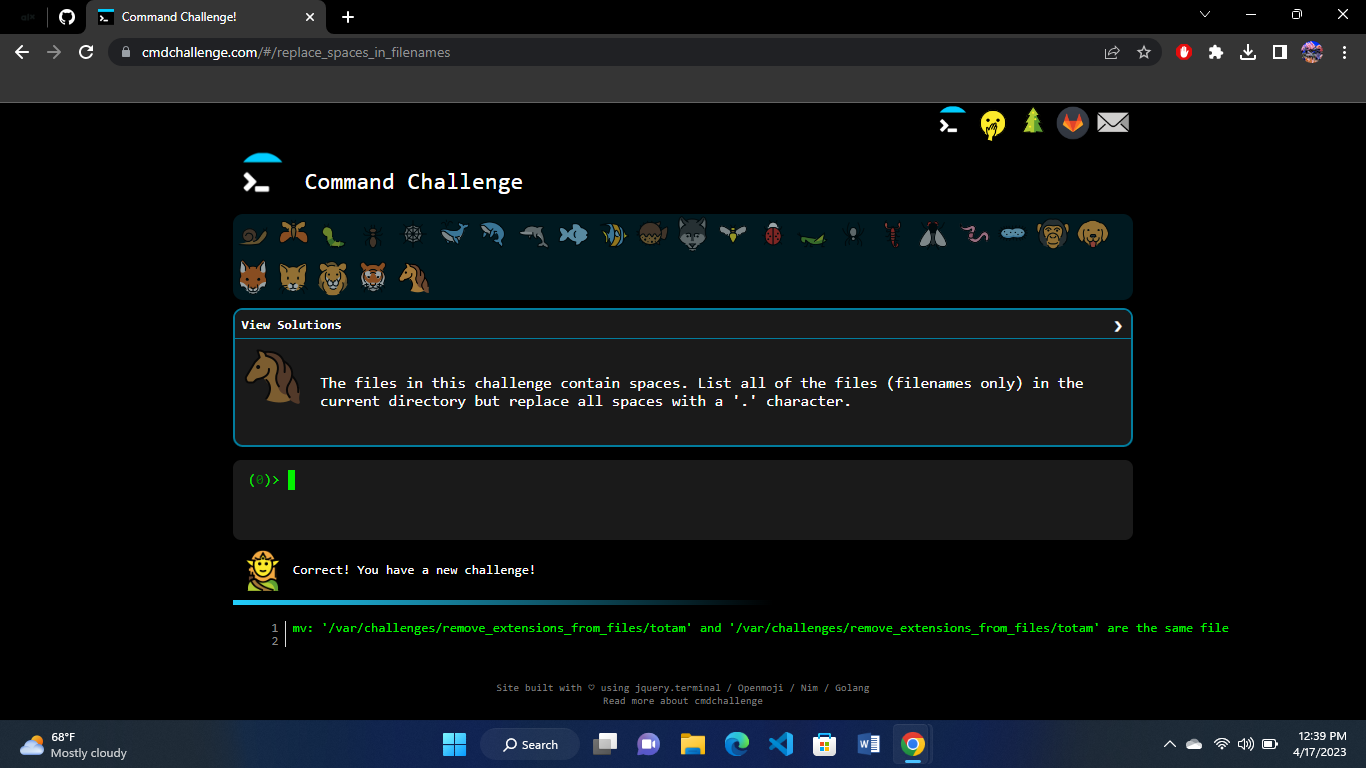 Command Challenge!
cmdchallenge.com/#/replace_spaces_in_filenames
Command Challenge
View Solutions
The files in this challenge contain spaces. List all of the files (filenames only) in the
current directory but replace all spaces with a '.' character.
(0)>
Correct! You have a new challenge!
1 mv: '/var/challenges/remove_extensions_from_files/totam' and '/var/challenges/remove_extensions_from_files/totam' are the same file
2
Site built with ♡ using jquery.terminal / Openmoji / Nim / Golang
Read more about cmdchallenge
68°F
Mostly cloudy
Search
12:39 PM
4/17/2023